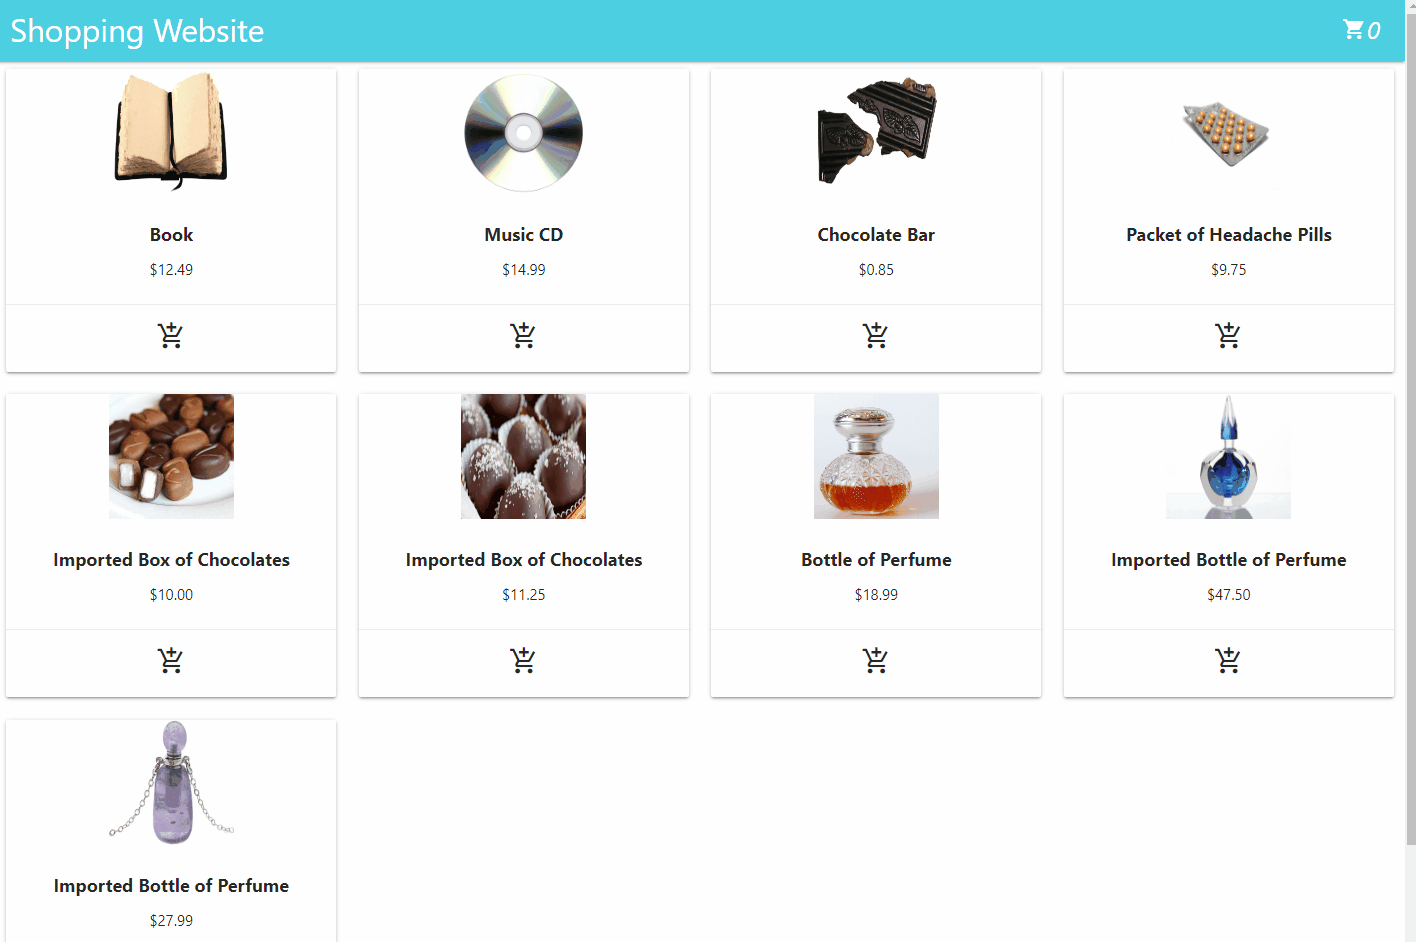 Shopping Website
0
Book
$12.49
Music CD
$14.99
Chocolate Bar
$0.85
Packet of Headache Pills
$9.75
Imported Box of Chocolates
$10.00
Imported Box of Chocolates
$11.25
Bottle of Perfume
$18.99
Imported Bottle of Perfume
$47.50
Imported Bottle of Perfume
$27.99